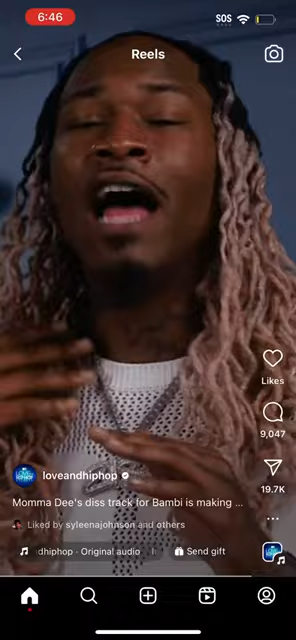 6:46
SOS
Reels
Likes
9,047
19.7K
loveandhiphop
Momma Dee's diss track for Bambi is making ...
Liked by syleenajohnson and others
dhiphop · Original audio
Send gift